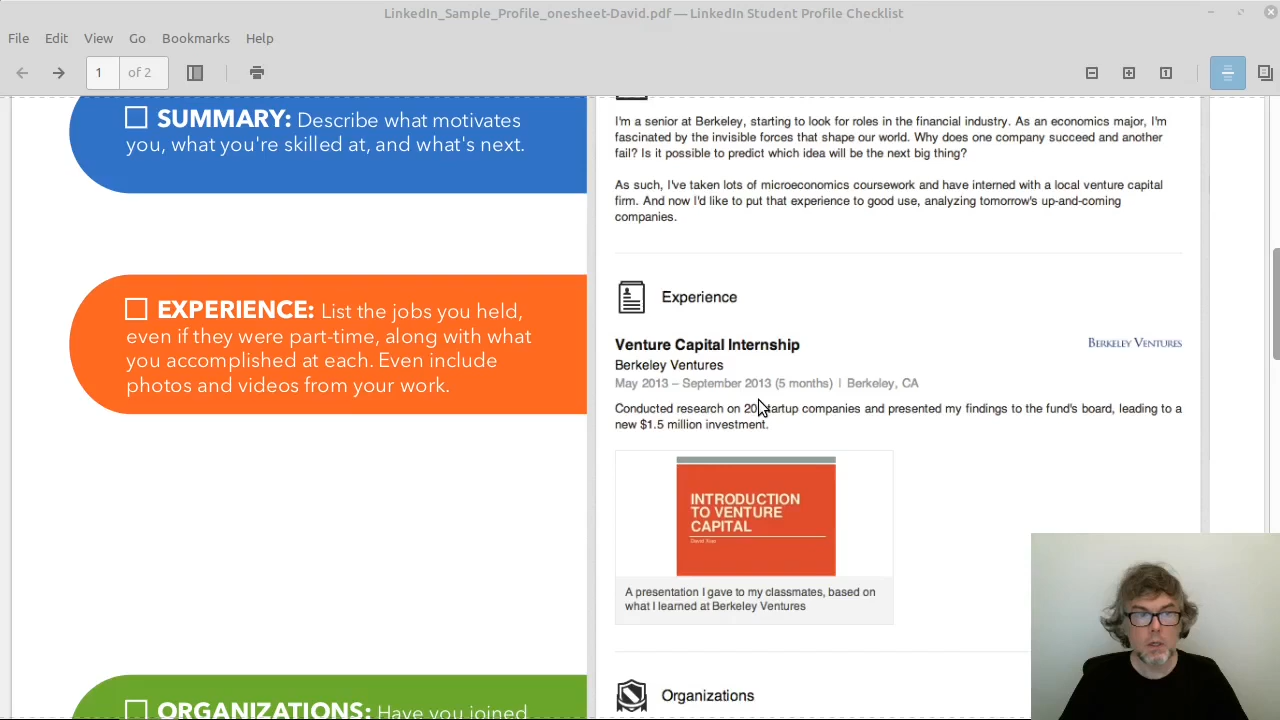 LinkedIn_Sample_Profile_onesheet-David.pdf — LinkedIn Student Profile Checklist
File Edit View Go Bookmarks Help
1 of 2
SUMMARY: Describe what motivates
you, what you're skilled at, and what's next.
I'm a senior at Berkeley, starting to look for roles in the financial industry. As an economics major, I'm
fascinated by the invisible forces that shape our world. Why does one company succeed and another
fail? Is it possible to predict which idea will be the next big thing?
As such, I've taken lots of microeconomics coursework and have interned with a local venture capital
firm. And now I'd like to put that experience to good use, analyzing tomorrow's up-and-coming
companies.
EXPERIENCE: List the jobs you held,
even if they were part-time, along with what
you accomplished at each. Even include
photos and videos from your work.
Experience
Venture Capital Internship
BERKELEY VENTURES
Berkeley Ventures
May 2013 – September 2013 (5 months) | Berkeley, CA
Conducted research on 20 startup companies and presented my findings to the fund's board, leading to a
new $1.5 million investment.
INTRODUCTION
TO VENTURE
CAPITAL
A presentation I gave to my classmates, based on
what I learned at Berkeley Ventures
ORGANIZATIONS: Have you joined
Organizations